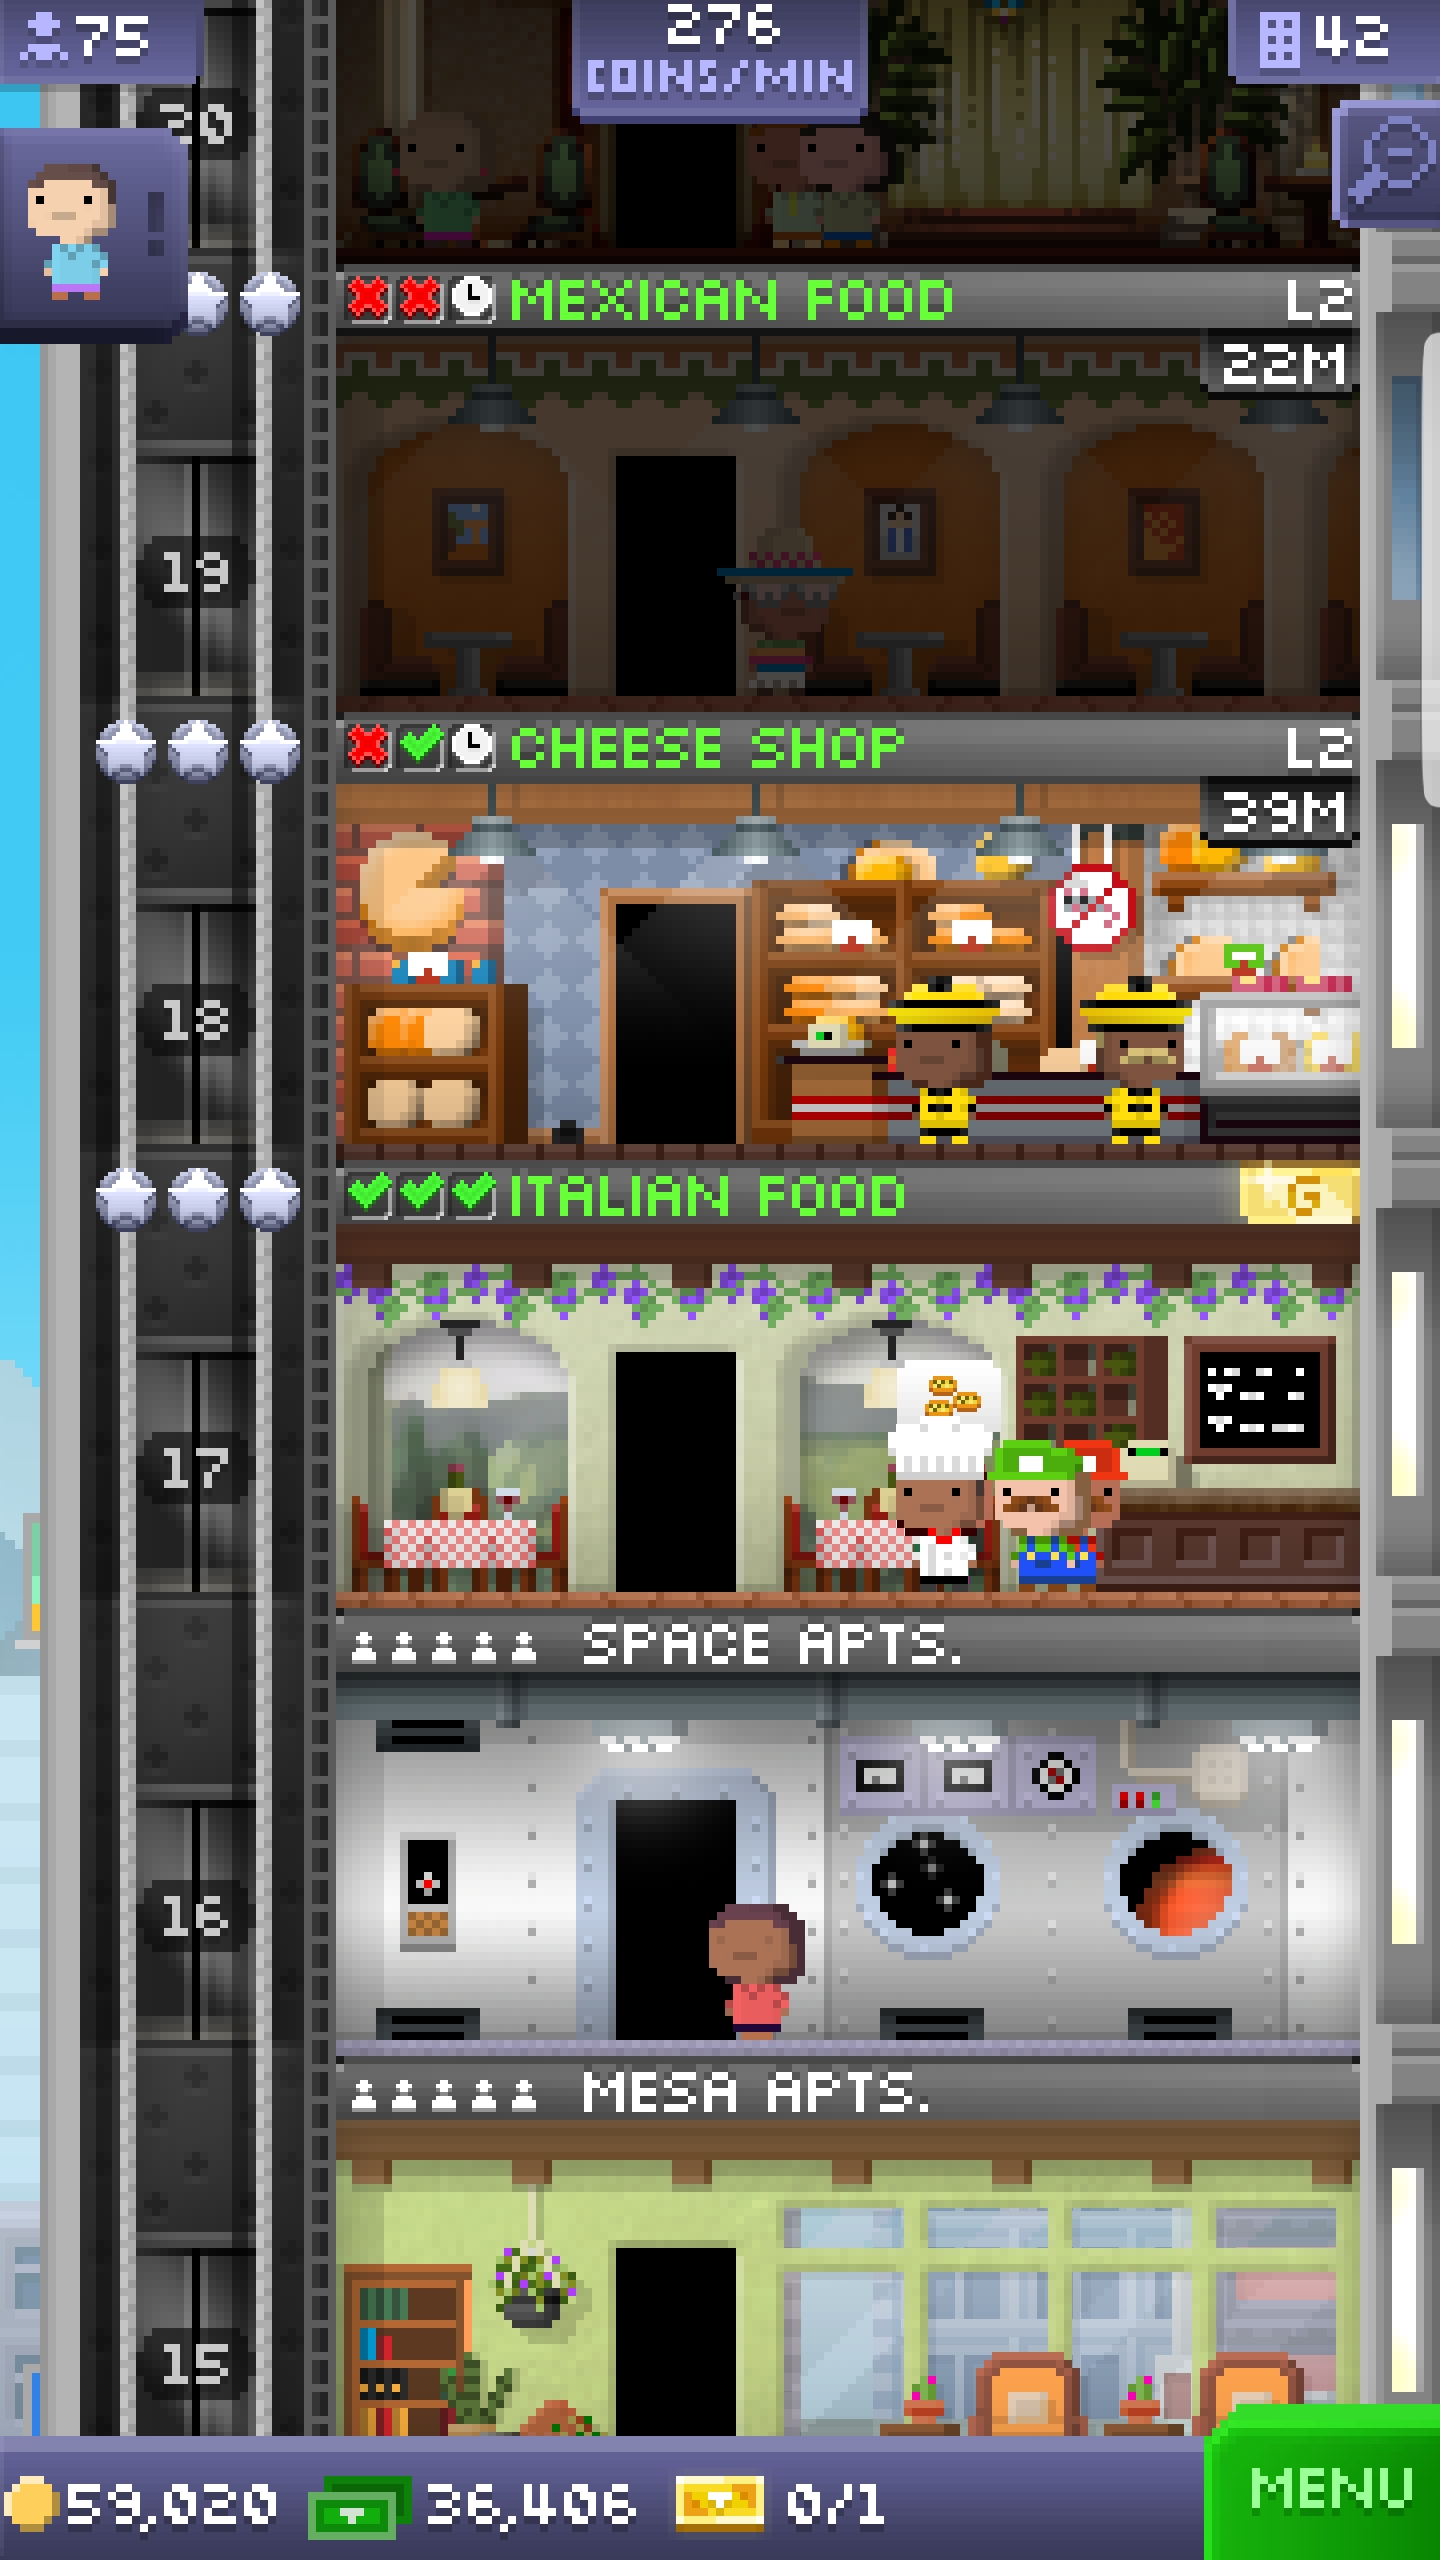 75
276
COINS/MIN
42
20
MEXICAN FOOD L2
22M
19
CHEESE SHOP L2
39M
18
ITALIAN FOOD G
17
SPACE APTS.
16
MESA APTS.
15
59,020 36,406 0/1 MENU